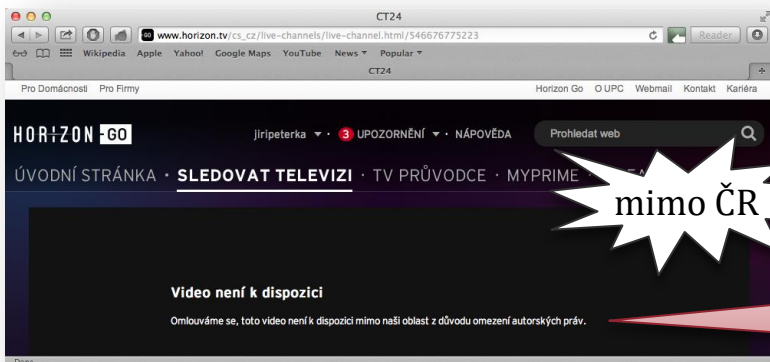 CT24
www.horizon.tv/cs_cz/live-channels/live-channel.html/546676775223
Reader
Wikipedia Apple Yahoo! Google Maps YouTube News Popular
CT24
Pro Domácnosti Pro Firmy Horizon Go O UPC Webmail Kontakt Kariéra
HORIZON GO jiripeterka · 3 UPOZORNĚNÍ · NÁPOVĚDA Prohledat web
ÚVODNÍ STRÁNKA · SLEDOVAT TELEVIZI · TV PRŮVODCE · MYPRIME
mimo ČR
Video není k dispozici
Omlouváme se, toto video není k dispozici mimo naši oblast z důvodu omezení autorských práv.